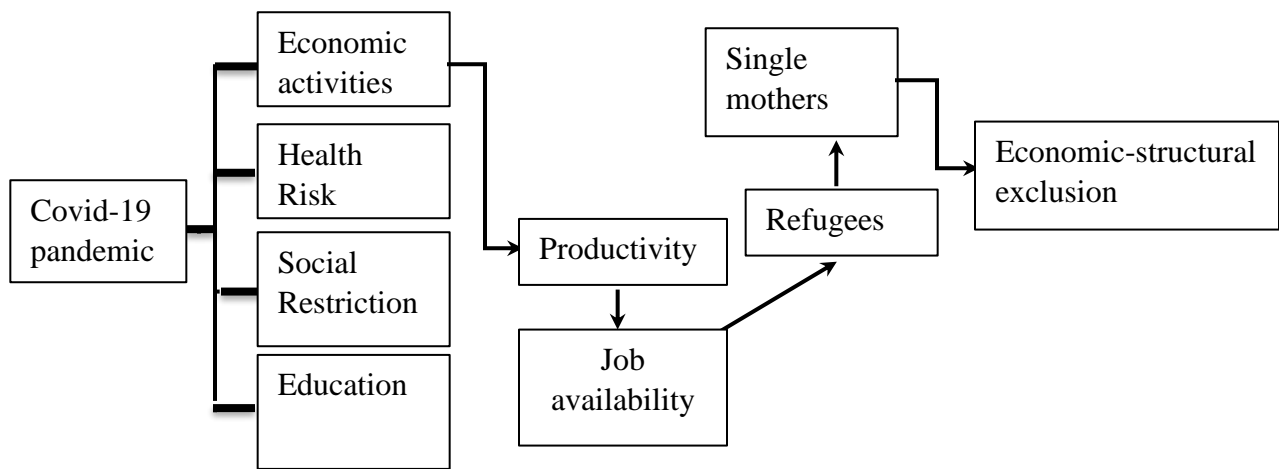 Economic
activities
Health
Risk
Covid-19
pandemic
Social
Restriction
Education
Productivity
Job
availability
Refugees
Single
mothers
Economic-structural
exclusion